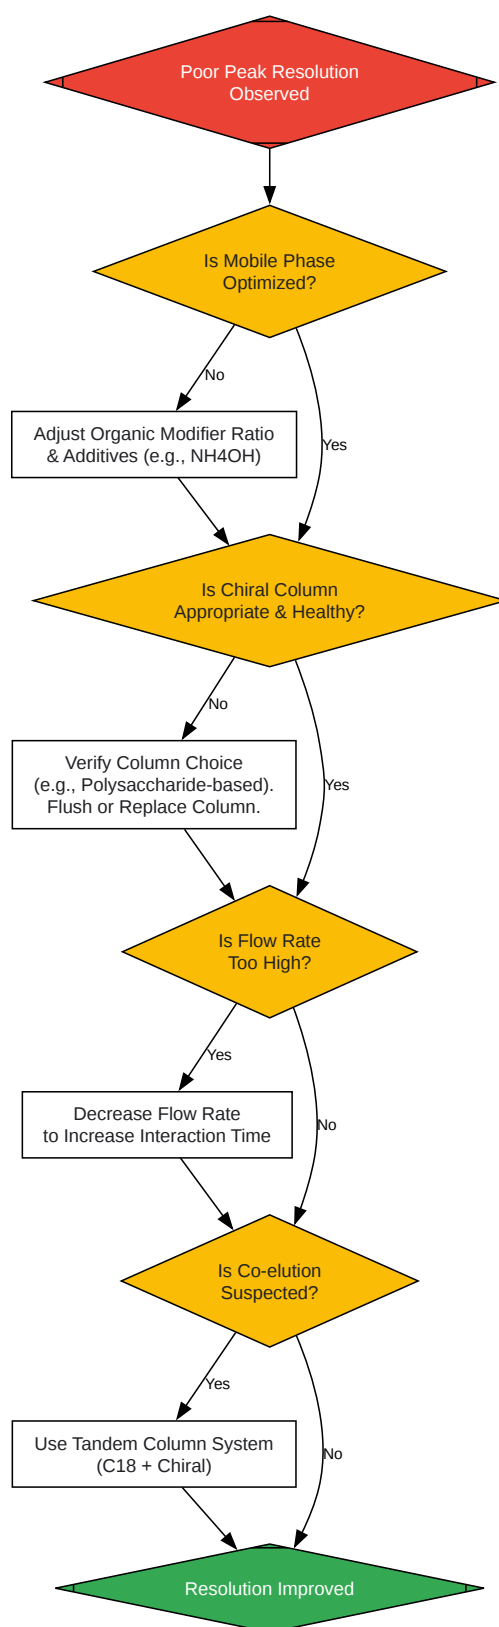 Poor Peak Resolution
Observed
Is Mobile Phase
Optimized?
No
Adjust Organic Modifier Ratio
& Additives (e.g., NH4OH)
Yes
Is Chiral Column
Appropriate & Healthy?
No
Verify Column Choice
(e.g., Polysaccharide-based).
Flush or Replace Column.
Yes
Is Flow Rate
Too High?
Yes
Decrease Flow Rate
to Increase Interaction Time
No
Is Co-elution
Suspected?
Yes
Use Tandem Column System
(C18 + Chiral)
No
Resolution Improved